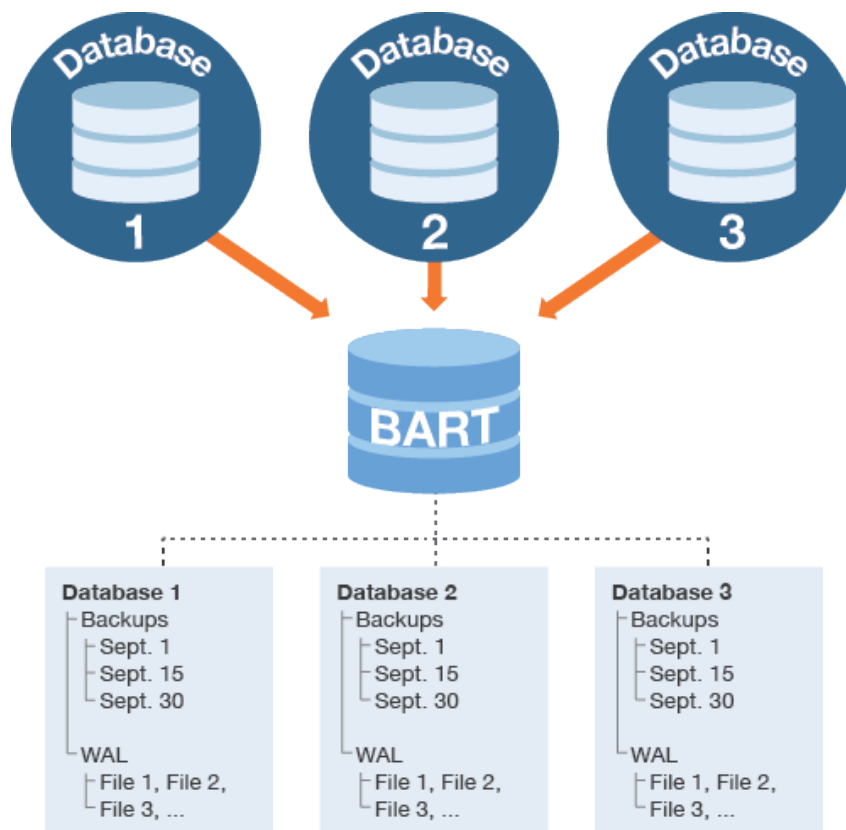 Database
1
Database
2
Database
3
BART
Database 1
Backups
Sept. 1
Sept. 15
Sept. 30
WAL
File 1, File 2,
File 3, ...
Database 2
Backups
Sept. 1
Sept. 15
Sept. 30
WAL
File 1, File 2,
File 3, ...
Database 3
Backups
Sept. 1
Sept. 15
Sept. 30
WAL
File 1, File 2,
File 3, ...